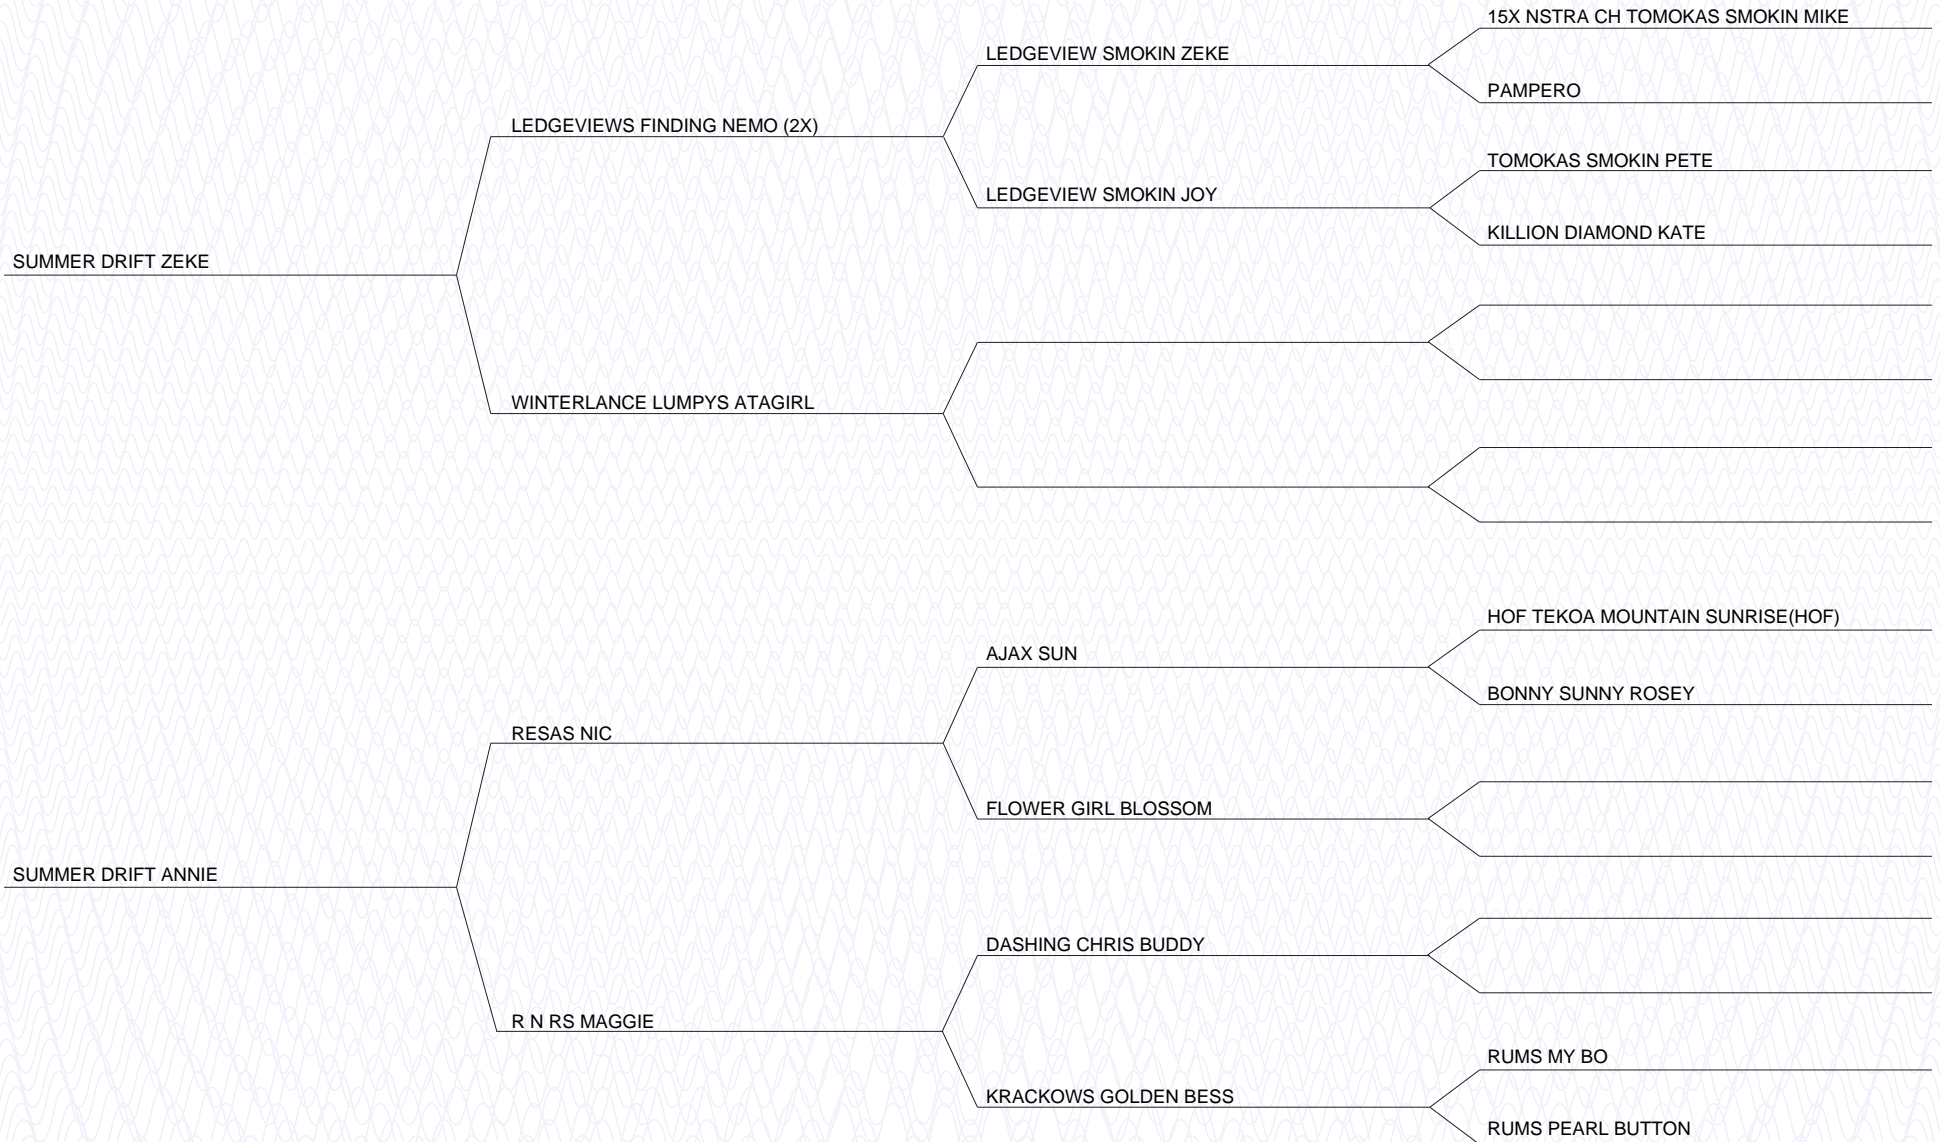 15X NSTRA CH TOMOKAS SMOKIN MIKE
LEDGEVIEW SMOKIN ZEKE
PAMPERO
LEDGEVIEWS FINDING NEMO (2X)
TOMOKAS SMOKIN PETE
LEDGEVIEW SMOKIN JOY
KILLION DIAMOND KATE
SUMMER DRIFT ZEKE
WINTERLANCE LUMPYS ATAGIRL
HOF TEKOA MOUNTAIN SUNRISE(HOF)
AJAX SUN
BONNY SUNNY ROSEY
RESAS NIC
FLOWER GIRL BLOSSOM
SUMMER DRIFT ANNIE
DASHING CHRIS BUDDY
R N RS MAGGIE
RUMS MY BO
KRACKOWS GOLDEN BESS
RUMS PEARL BUTTON